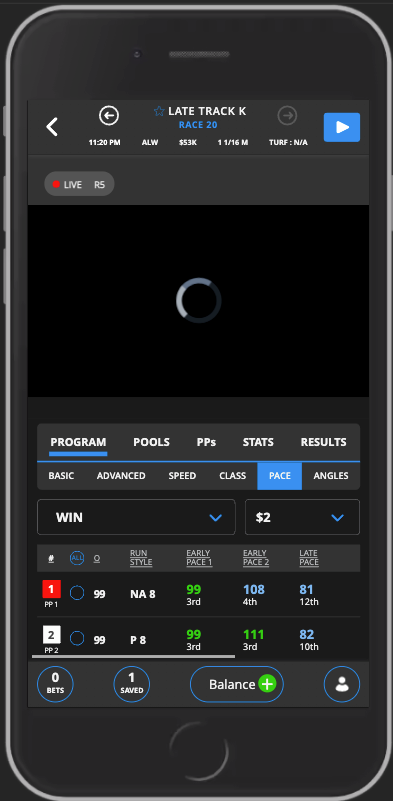 LATE TRACK K
RACE 20
11:20 PM ALW $53K 1 1/16 M TURF : N/A
LIVE R5
PROGRAM POOLS PPs STATS RESULTS
BASIC ADVANCED SPEED CLASS PACE ANGLES
WIN $2
# ALL O RUN STYLE EARLY PACE 1 EARLY PACE 2 LATE PACE
1 99 NA 8 99 108 81
PP 1 3rd 4th 12th
2 99 P 8 99 111 82
PP 2 3rd 3rd 10th
0 BETS 1 SAVED Balance